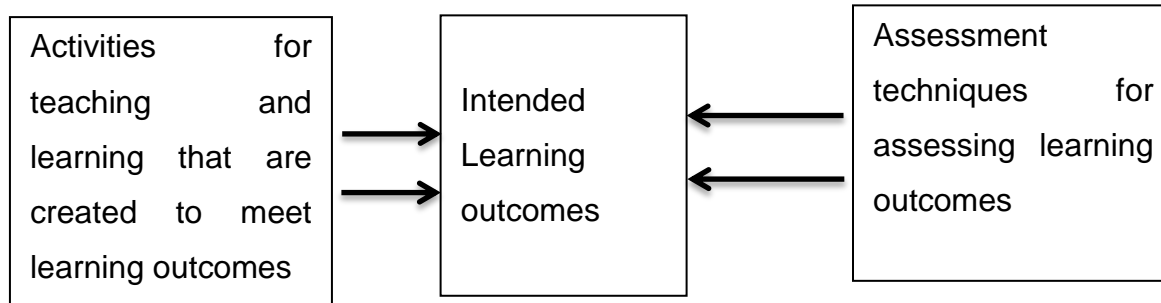 Activities for
teaching and
learning that are
created to meet
learning outcomes
Intended
Learning
outcomes
Assessment
techniques for
assessing learning
outcomes